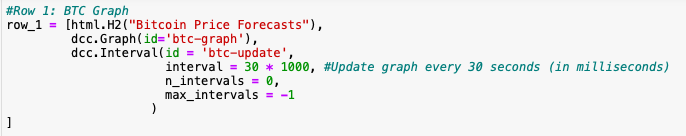 #Row 1: BTC Graph
row_1 = [html.H2("Bitcoin Price Forecasts"),
         dcc.Graph(id='btc-graph'),
         dcc.Interval(id = 'btc-update',
                      interval = 30 * 1000, #Update graph every 30 seconds (in milliseconds)
                      n_intervals = 0,
                      max_intervals = -1
                     )
]